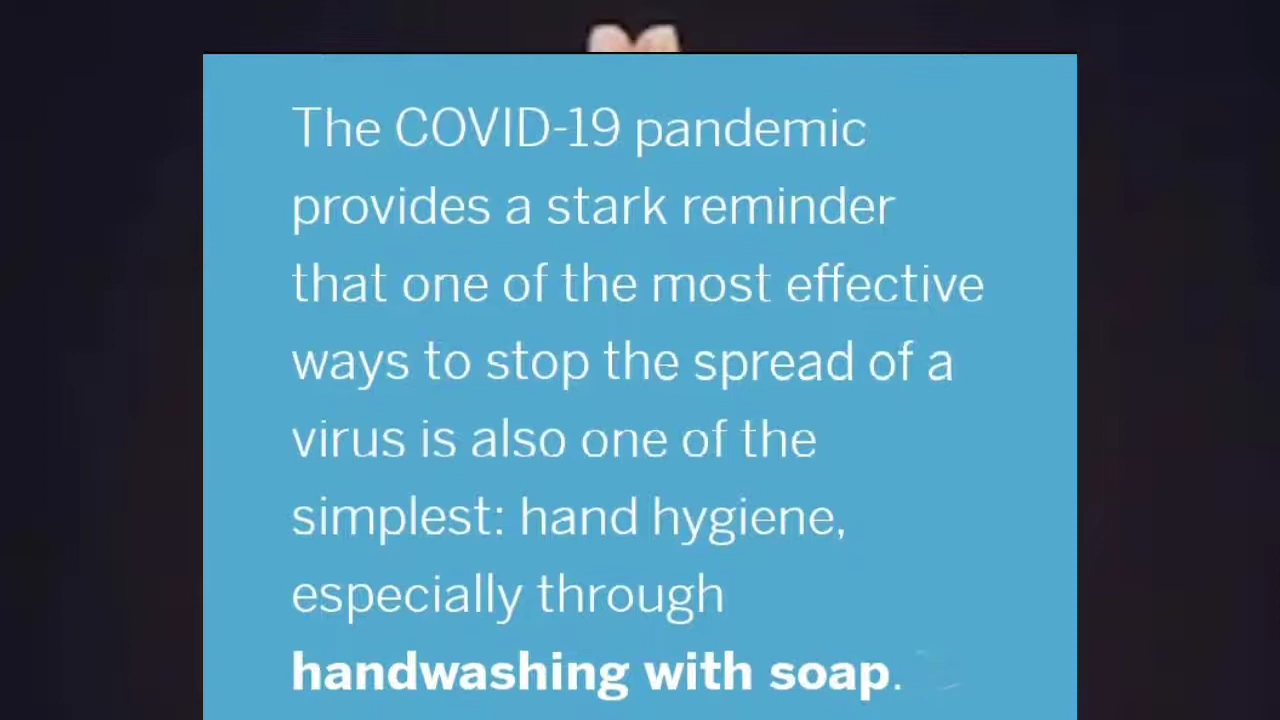 The COVID-19 pandemic
provides a stark reminder
that one of the most effective
ways to stop the spread of a
virus is also one of the
simplest: hand hygiene,
especially through
handwashing with soap.